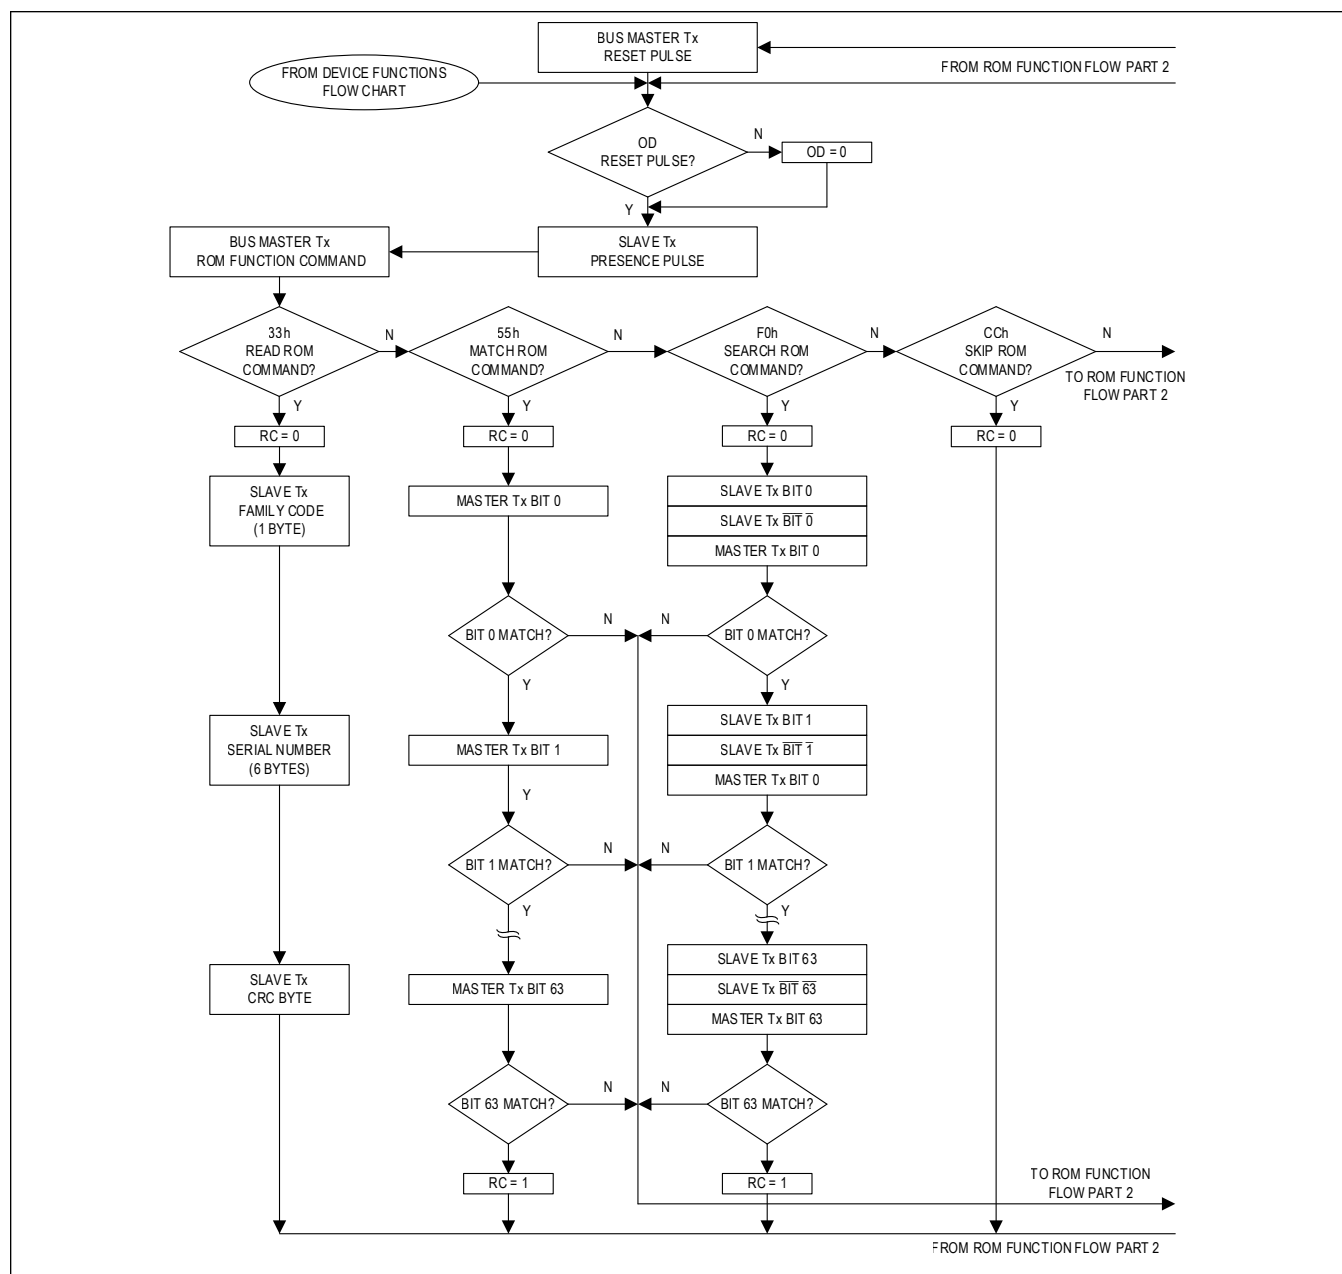 BUS MASTER Tx
RESET PULSE
FROM ROM FUNCTION FLOW PART 2
FROM DEVICE FUNCTIONS
FLOW CHART
OD
RESET PULSE?
N
OD = 0
Y
BUS MASTER Tx
ROM FUNCTION COMMAND
SLAVE Tx
PRESENCE PULSE
33h
READ ROM
COMMAND?
N
55h
MATCH ROM
COMMAND?
N
F0h
SEARCH ROM
COMMAND?
N
CCh
SKIP ROM
COMMAND?
N
TO ROM FUNCTION
FLOW PART 2
Y
Y
Y
Y
RC = 0
RC = 0
RC = 0
RC = 0
SLAVE Tx
FAMILY CODE
(1 BYTE)
MASTER Tx BIT 0
SLAVE Tx BIT 0
SLAVE Tx B̅I̅T̅ 0̅
MASTER Tx BIT 0
BIT 0 MATCH?
N
N
BIT 0 MATCH?
Y
Y
SLAVE Tx
SERIAL NUMBER
(6 BYTES)
MASTER Tx BIT 1
SLAVE Tx BIT 1
SLAVE Tx B̅I̅T̅ 1̅
MASTER Tx BIT 0
Y
BIT 1 MATCH?
N
N
BIT 1 MATCH?
Y
Y
SLAVE Tx
CRC BYTE
MASTER Tx BIT 63
SLAVE Tx BIT 63
SLAVE Tx B̅I̅T̅ 6̅3̅
MASTER Tx BIT 63
BIT 63 MATCH?
N
N
BIT 63 MATCH?
RC = 1
RC = 1
TO ROM FUNCTION
FLOW PART 2
FROM ROM FUNCTION FLOW PART 2